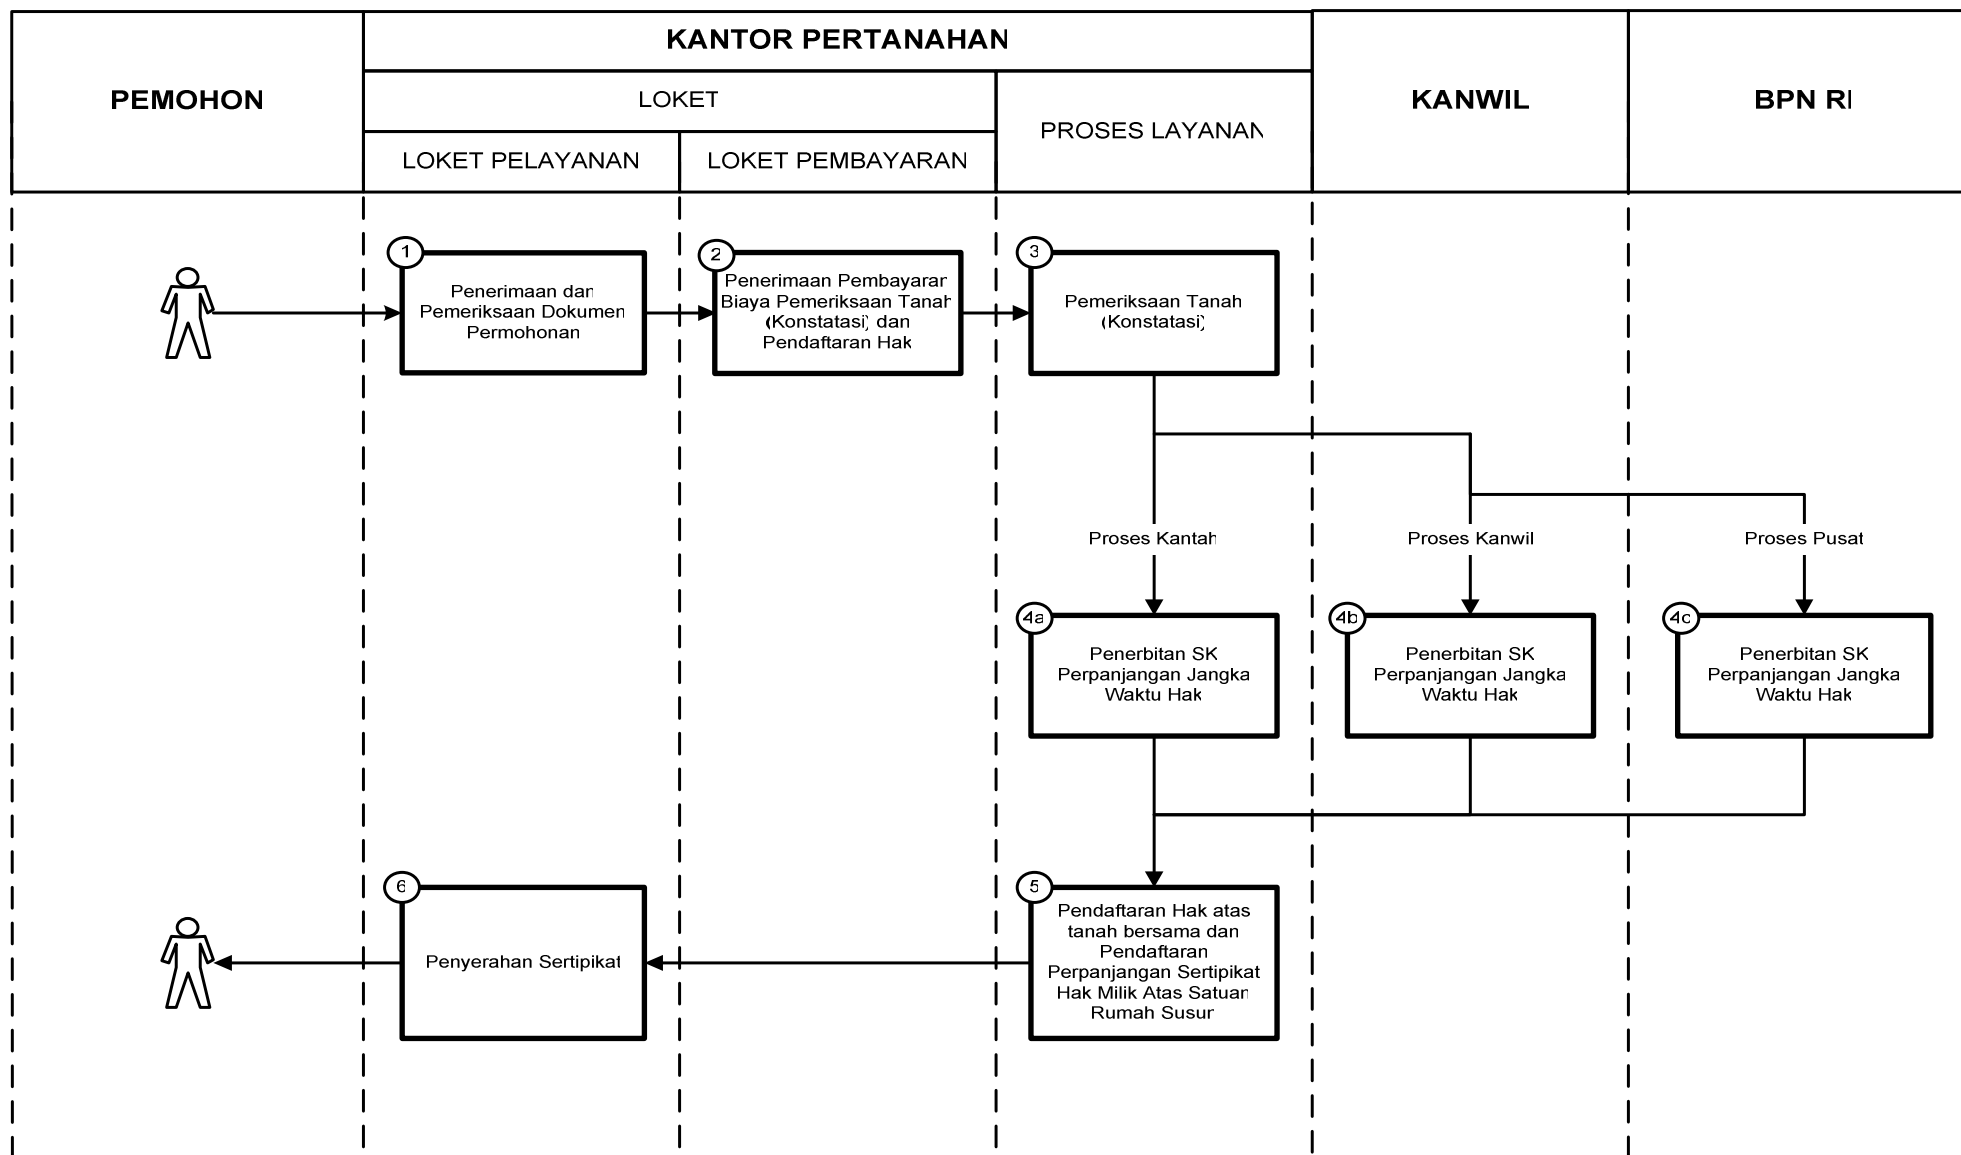 KANTOR PERTANAHAN
PEMOHON
LOKET
KANWIL
BPN RI
PROSES LAYANAN
LOKET PELAYANAN
LOKET PEMBAYARAN
1
2
3
Penerimaan dan
Pemeriksaan Dokumen
Permohonan
Penerimaan Pembayaran
Biaya Pemeriksaan Tanah
(Konstatasi) dan
Pendaftaran Hak
Pemeriksaan Tanah
(Konstatasi)
Proses Kantah
Proses Kanwil
Proses Pusat
4a
4b
4c
Penerbitan SK
Perpanjangan Jangka
Waktu Hak
Penerbitan SK
Perpanjangan Jangka
Waktu Hak
Penerbitan SK
Perpanjangan Jangka
Waktu Hak
6
5
Penyerahan Sertipikat
Pendaftaran Hak atas
tanah bersama dan
Pendaftaran
Perpanjangan Sertipikat
Hak Milik Atas Satuan
Rumah Susun